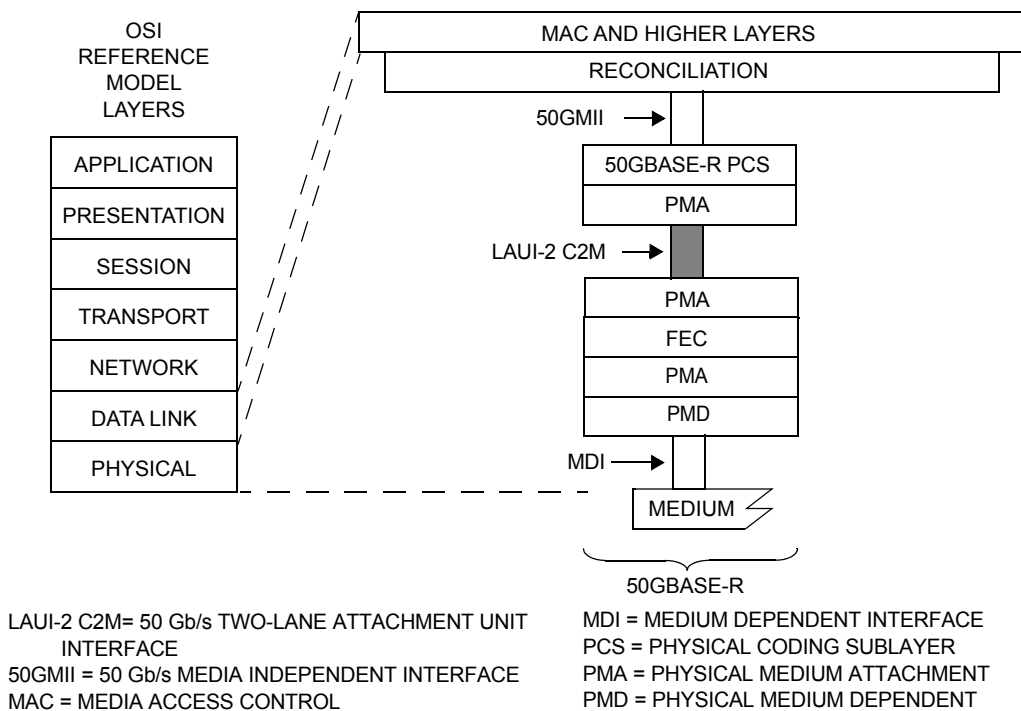 OSI
REFERENCE
MODEL
LAYERS
APPLICATION
PRESENTATION
SESSION
TRANSPORT
NETWORK
DATA LINK
PHYSICAL
MAC AND HIGHER LAYERS
RECONCILIATION
50GMII
50GBASE-R PCS
PMA
LAUI-2 C2M
PMA
FEC
PMA
PMD
MDI
MEDIUM
50GBASE-R
LAUI-2 C2M= 50 Gb/s TWO-LANE ATTACHMENT UNIT
INTERFACE
50GMII = 50 Gb/s MEDIA INDEPENDENT INTERFACE
MAC = MEDIA ACCESS CONTROL
MDI = MEDIUM DEPENDENT INTERFACE
PCS = PHYSICAL CODING SUBLAYER
PMA = PHYSICAL MEDIUM ATTACHMENT
PMD = PHYSICAL MEDIUM DEPENDENT